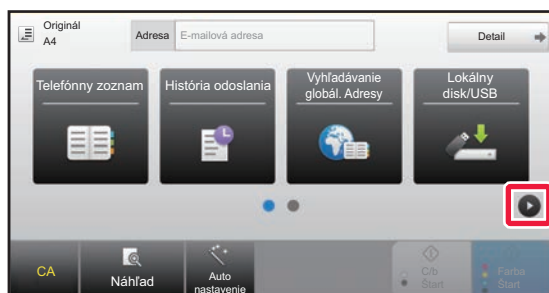 Originál
A4
Adresa
E-mailová adresa
Detail
Telefónny zoznam
História odoslania
Vyhľadávanie
globál. Adresy
Lokálny
disk/USB
CA
Náhľad
Auto
nastavenie
C/b
Štart
Farba
Štart